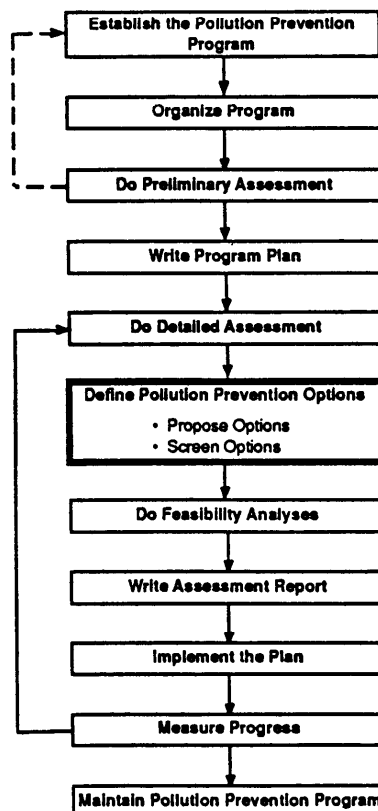 Establish the Pollution Prevention
Program
Organize Program
Do Preliminary Assessment
Write Program Plan
Do Detailed Assessment
Define Pollution Prevention Options
• Propose Options
• Screen Options
Do Feasibility Analyses
Write Assessment Report
Implement the Plan
Measure Progress
Maintain Pollution Prevention Program